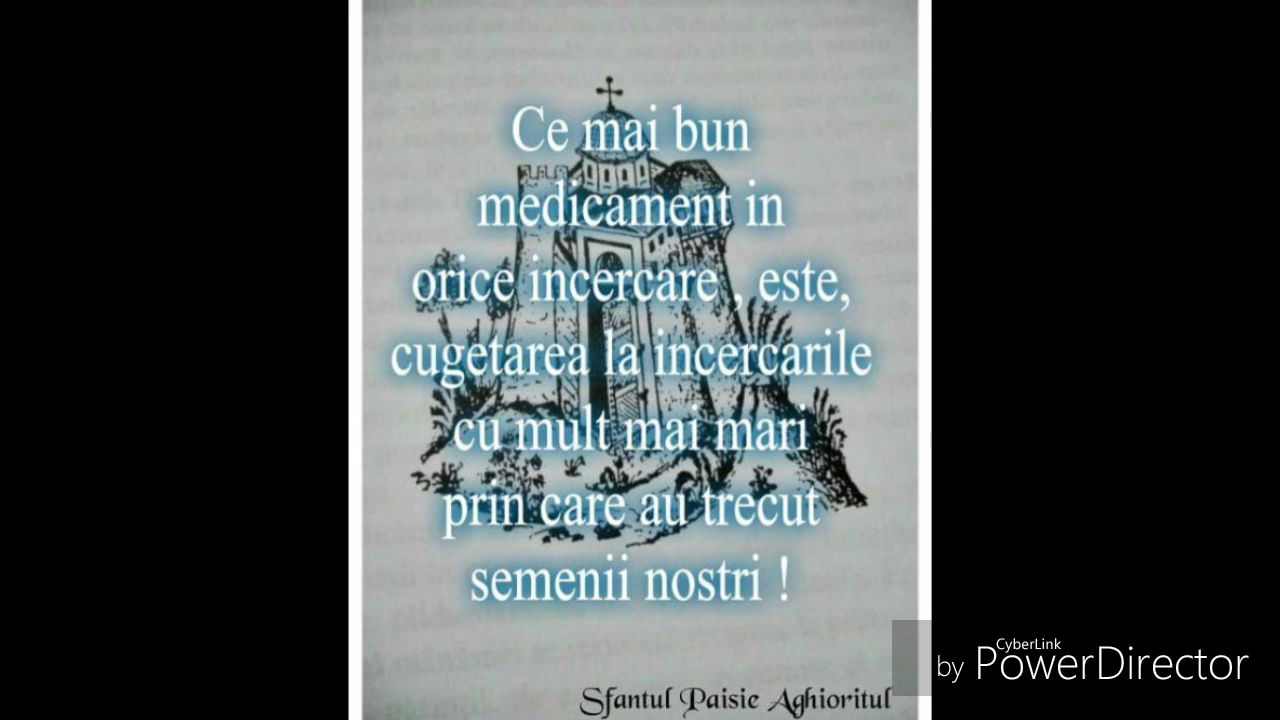 Ce mai bun
medicament in
orice incercare , este,
cugetarea la incercarile
cu mult mai mari
prin care au trecut
semenii nostri !
Sfantul Paisie Aghioritul
CyberLink
by PowerDirector